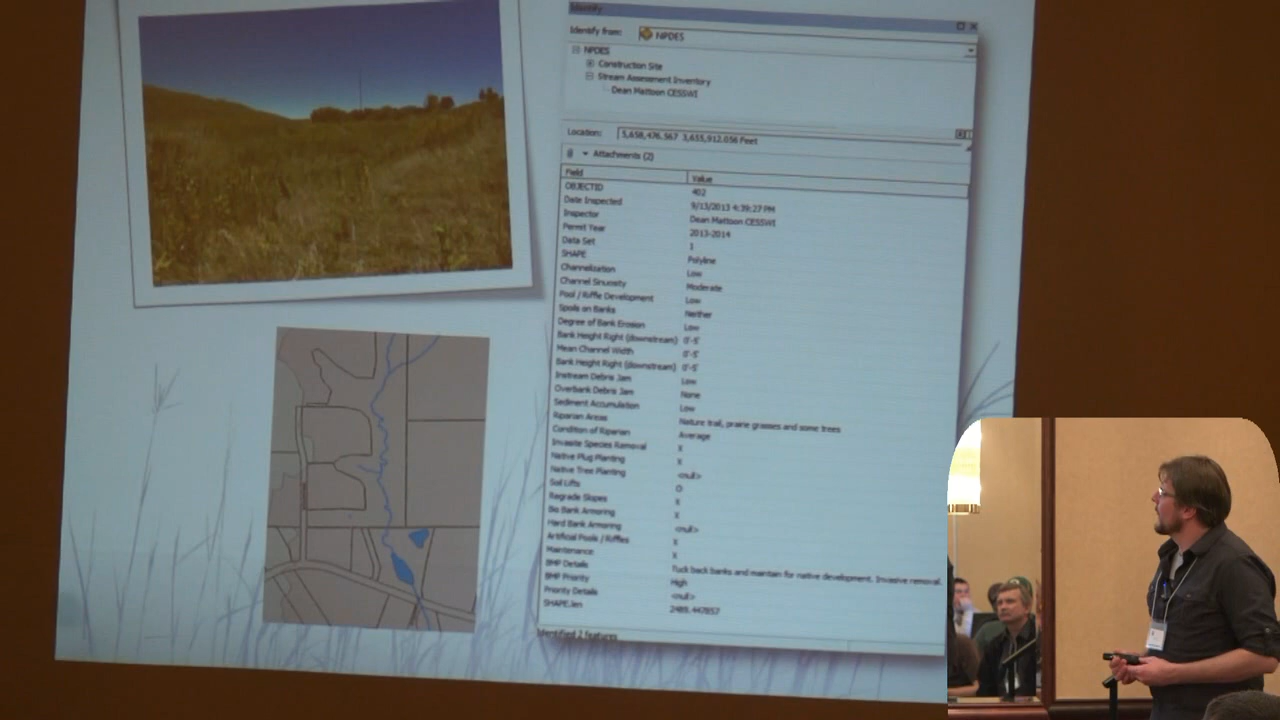 Identify
Identify from: NPDES
NPDES
Construction Site
Stream Assessment Inventory
Dean Mattoon CESSWI
Location: 5,658,476.567 3,655,912.056 Feet
Attachments (2)
Field Value
OBJECTID 402
Date Inspected 9/13/2013 4:39:27 PM
Inspector Dean Mattoon CESSWI
Permit Year 2013-2014
Data Set 1
SHAPE Polyline
Channelization Low
Channel Sinuosity Moderate
Pool / Riffle Development Low
Spoils on Banks Neither
Degree of Bank Erosion Low
Bank Height Right (downstream) 0'-5'
Mean Channel Width 0'-5'
Bank Height Right (downstream) 0'-5'
Instream Debris Jam Low
Overbank Debris Jam None
Sediment Accumulation Low
Riparian Areas Nature trail, prairie grasses and some trees
Condition of Riparian Average
Invasive Species Removal X
Native Plug Planting X
Native Tree Planting <null>
Soil Lifts O
Regrade Slopes X
Bio Bank Armoring X
Hard Bank Armoring <null>
Artificial Pools / Riffles X
Maintenance X
BMP Details Tuck back banks and maintain for native development. Invasive removal.
BMP Priority High
Priority Details <null>
SHAPE.len 2489.447857
Identified 2 features